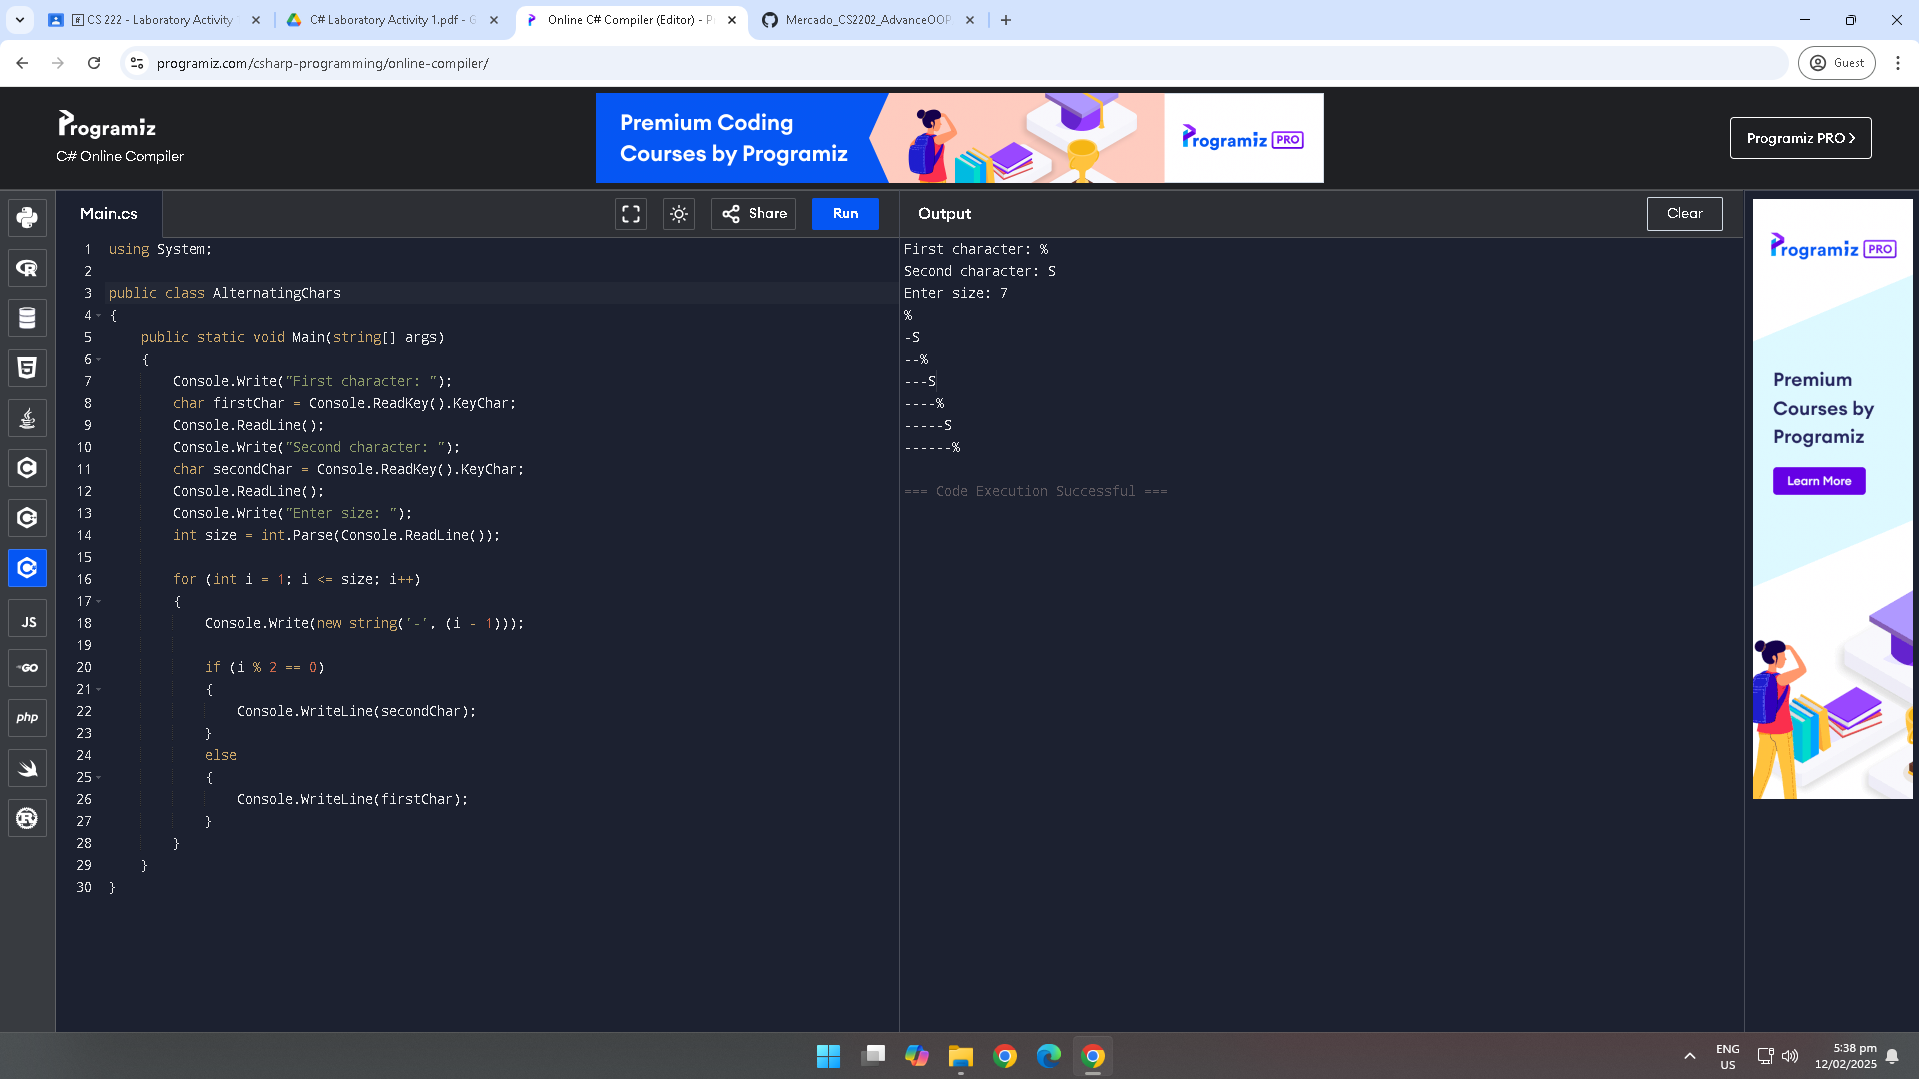 CS 222 - Laboratory Activity
C# Laboratory Activity 1.pdf - G
Online C# Compiler (Editor) - P
Mercado_CS2202_AdvanceOOP
programiz.com/csharp-programming/online-compiler/
Guest
Programiz
C# Online Compiler
Premium Coding
Courses by Programiz
Programiz PRO
Programiz PRO
Main.cs
Share
Run
Output
Clear
1 using System;
2
3 public class AlternatingChars
4 {
5 public static void Main(string[] args)
6 {
7 Console.Write("First character: ");
8 char firstChar = Console.ReadKey().KeyChar;
9 Console.ReadLine();
10 Console.Write("Second character: ");
11 char secondChar = Console.ReadKey().KeyChar;
12 Console.ReadLine();
13 Console.Write("Enter size: ");
14 int size = int.Parse(Console.ReadLine());
15
16 for (int i = 1; i <= size; i++)
17 {
18 Console.Write(new string('-', (i - 1)));
19
20 if (i % 2 == 0)
21 {
22 Console.WriteLine(secondChar);
23 }
24 else
25 {
26 Console.WriteLine(firstChar);
27 }
28 }
29 }
30 }
First character: %
Second character: S
Enter size: 7
%
-S
--%
---S
----%
-----S
------%
=== Code Execution Successful ===
Programiz PRO
Premium
Courses by
Programiz
Learn More
JS
GO
php
ENG
US
5:38 pm
12/02/2025